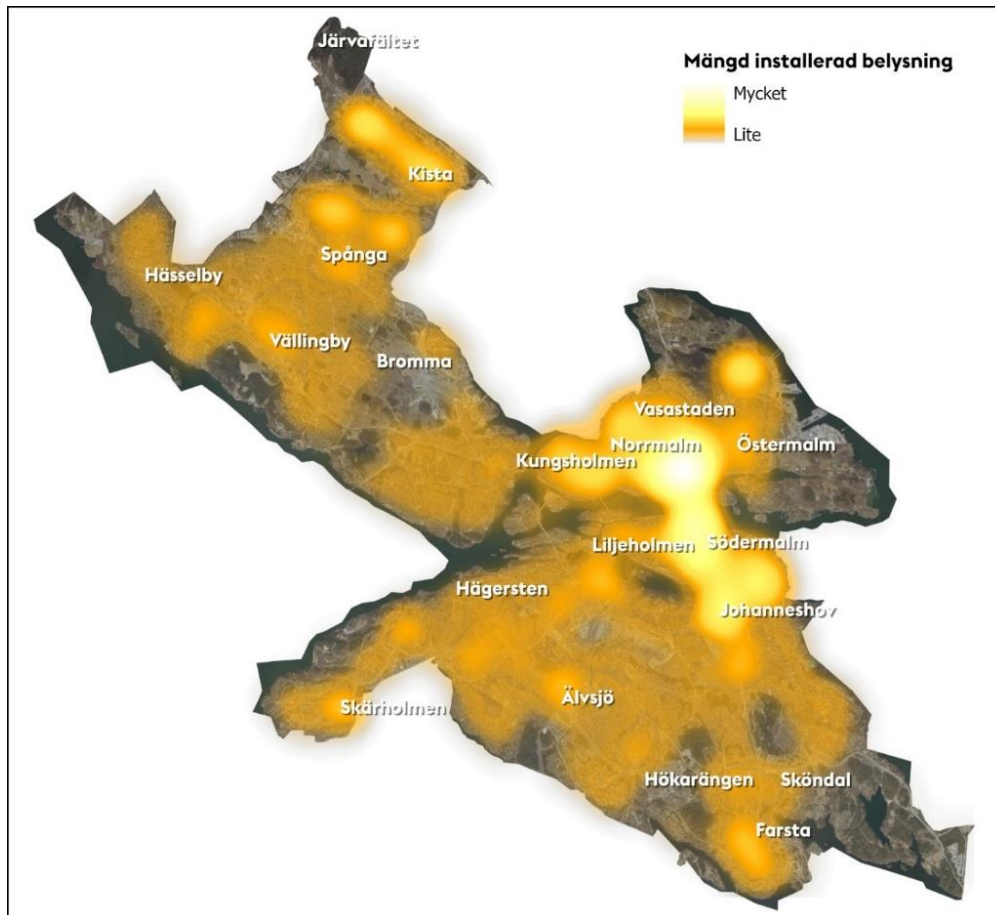 Järvafältet
Mängd installerad belysning
Mycket
Lite
Kista
Spånga
Hässelby
Vällingby
Bromma
Vasastaden
Norrmalm
Östermalm
Kungsholmen
Liljeholmen
Södermalm
Hägersten
Johanneshov
Älvsjö
Skärholmen
Hökarängen
Sköndal
Farsta